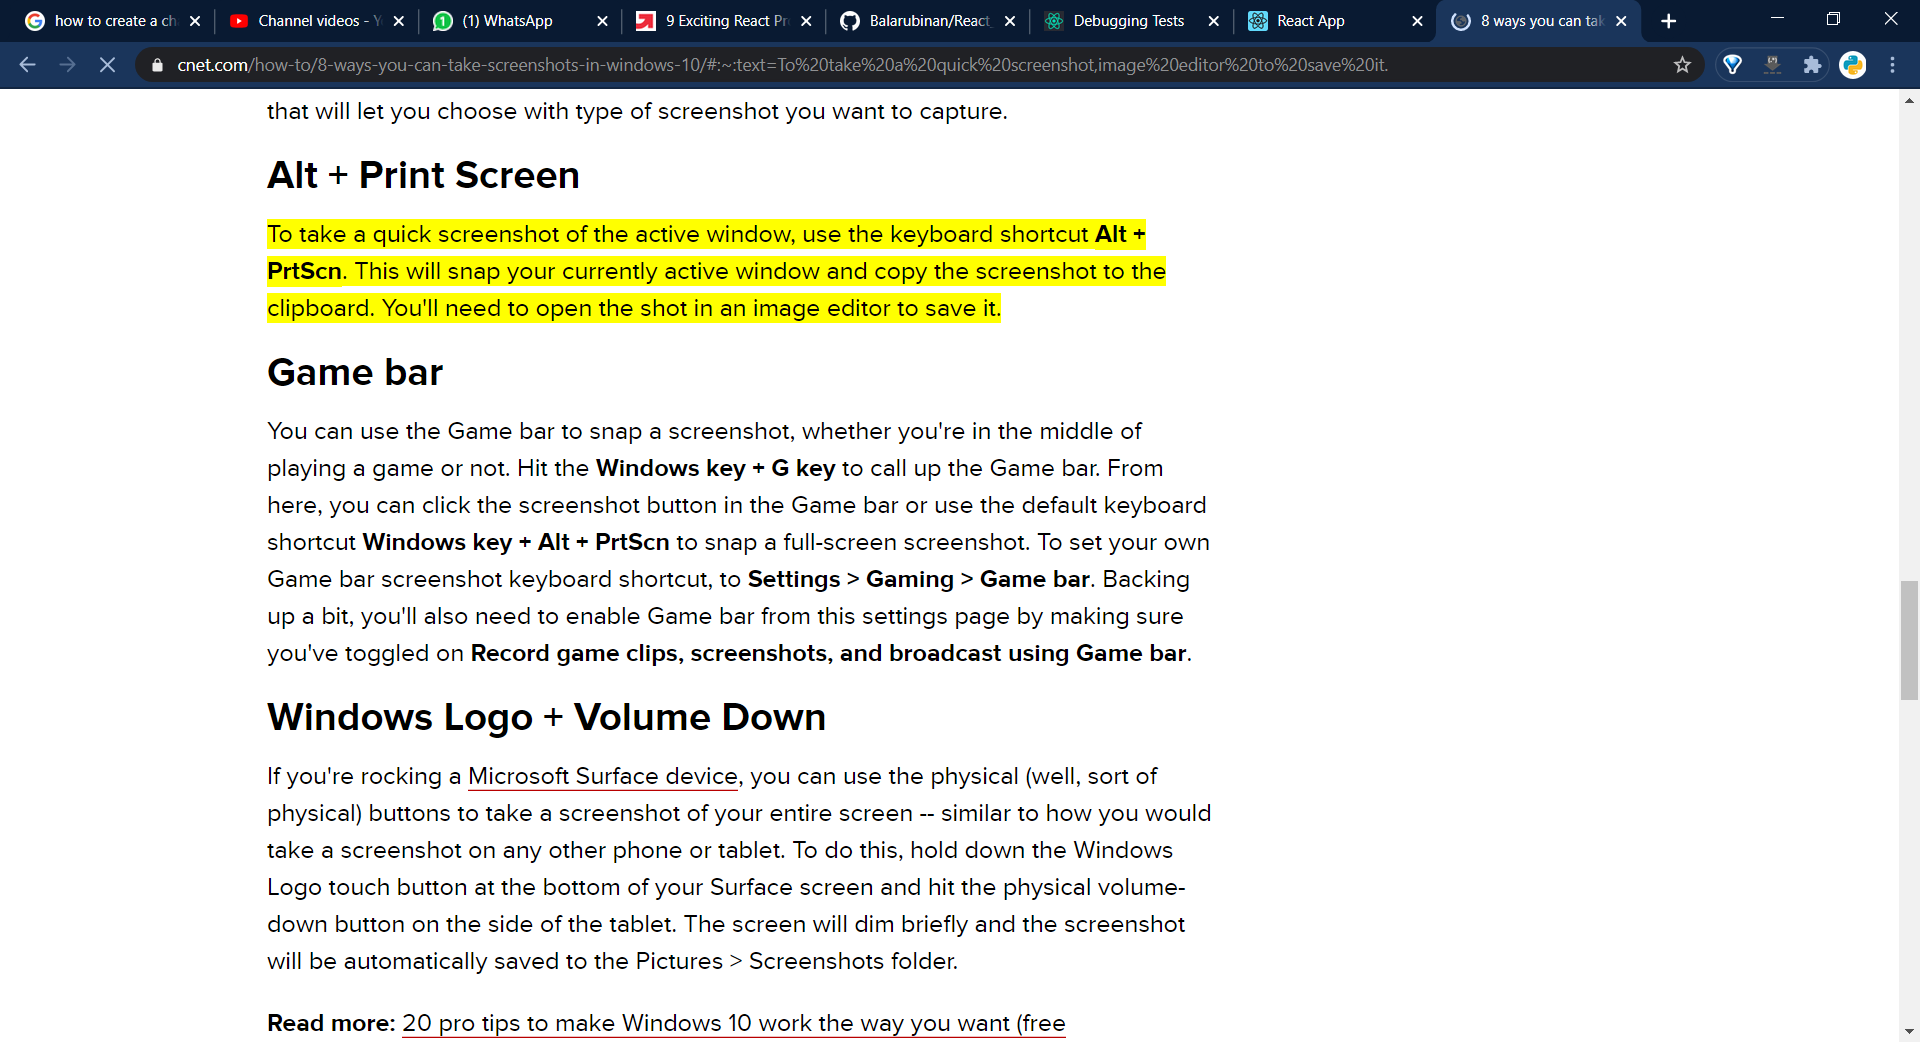 how to create a ch
Channel videos - Y
(1) WhatsApp
9 Exciting React Pr
Balarubinan/React_
Debugging Tests
React App
8 ways you can tak
cnet.com/how-to/8-ways-you-can-take-screenshots-in-windows-10/#:~:text=To%20take%20a%20quick%20screenshot,image%20editor%20to%20save%20it.
that will let you choose with type of screenshot you want to capture.
Alt + Print Screen
To take a quick screenshot of the active window, use the keyboard shortcut Alt +
PrtScn. This will snap your currently active window and copy the screenshot to the
clipboard. You'll need to open the shot in an image editor to save it.
Game bar
You can use the Game bar to snap a screenshot, whether you're in the middle of
playing a game or not. Hit the Windows key + G key to call up the Game bar. From
here, you can click the screenshot button in the Game bar or use the default keyboard
shortcut Windows key + Alt + PrtScn to snap a full-screen screenshot. To set your own
Game bar screenshot keyboard shortcut, to Settings > Gaming > Game bar. Backing
up a bit, you'll also need to enable Game bar from this settings page by making sure
you've toggled on Record game clips, screenshots, and broadcast using Game bar.
Windows Logo + Volume Down
If you're rocking a Microsoft Surface device, you can use the physical (well, sort of
physical) buttons to take a screenshot of your entire screen -- similar to how you would
take a screenshot on any other phone or tablet. To do this, hold down the Windows
Logo touch button at the bottom of your Surface screen and hit the physical volume-
down button on the side of the tablet. The screen will dim briefly and the screenshot
will be automatically saved to the Pictures > Screenshots folder.
Read more: 20 pro tips to make Windows 10 work the way you want (free